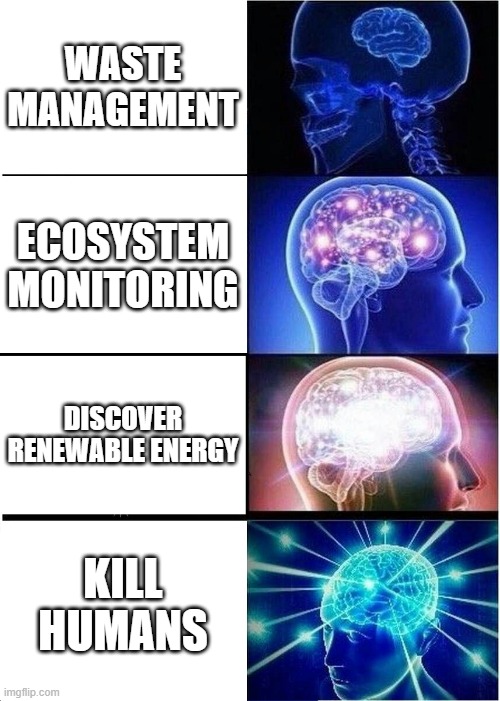 WASTE
MANAGEMENT
ECOSYSTEM
MONITORING
DISCOVER
RENEWABLE ENERGY
KILL
HUMANS
imgflip.com